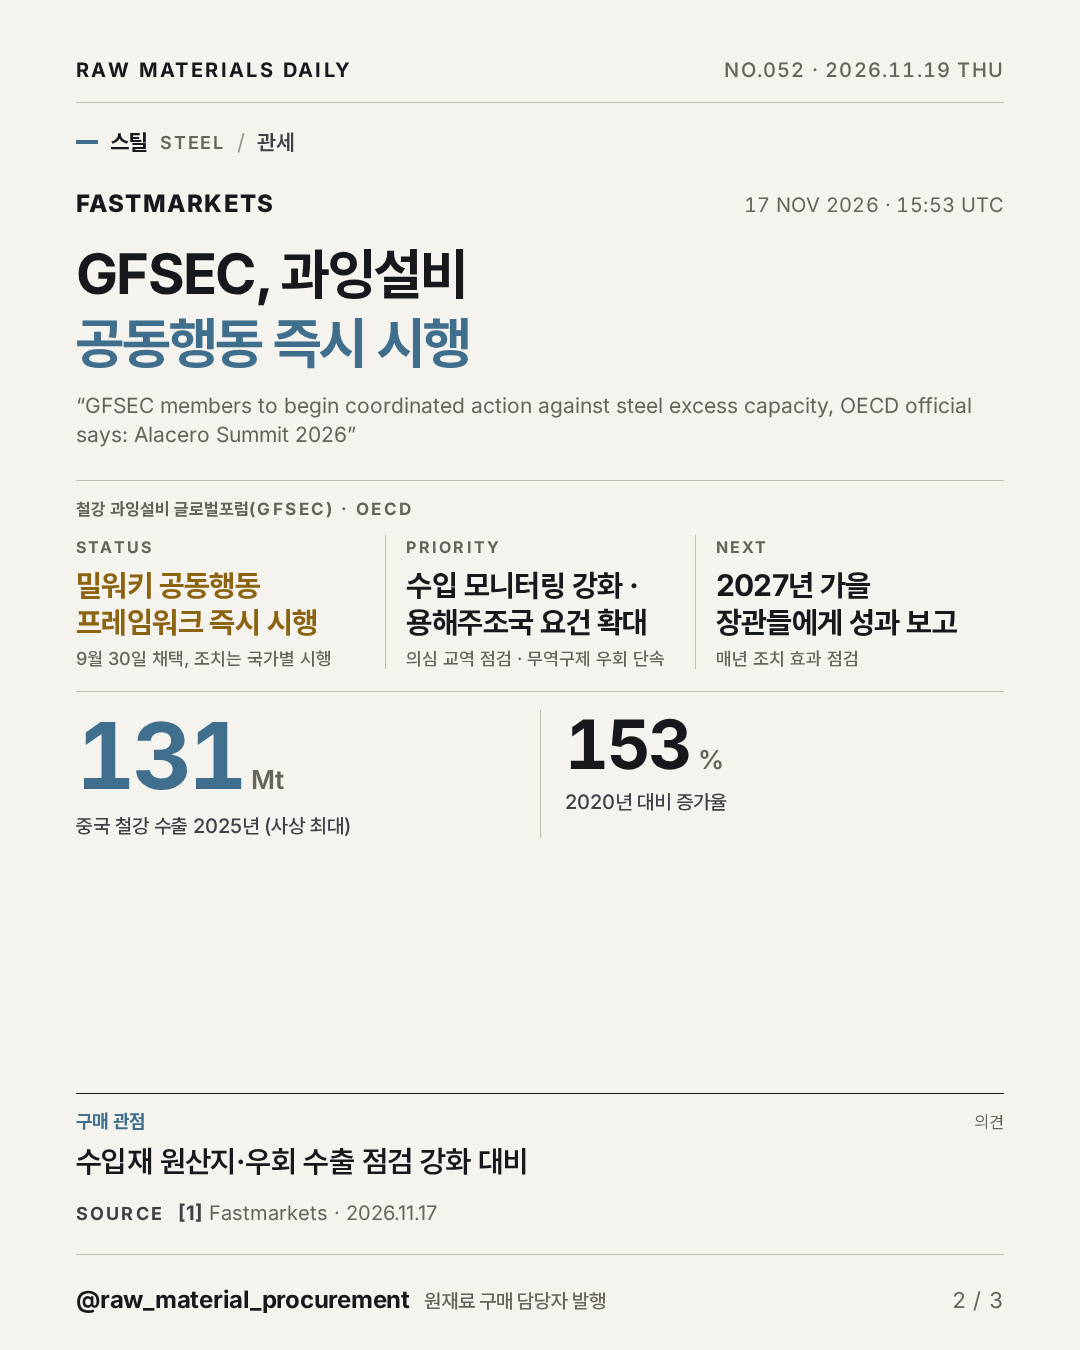 RAW MATERIALS DAILY
NO.052 · 2026.11.19 THU
스틸 STEEL / 관세
FASTMARKETS
17 NOV 2026 · 15:53 UTC
GFSEC, 과잉설비
공동행동 즉시 시행
“GFSEC members to begin coordinated action against steel excess capacity, OECD official
says: Alacero Summit 2026”
철강 과잉설비 글로벌포럼(GFSEC) · OECD
STATUS
밀워키 공동행동
프레임워크 즉시 시행
9월 30일 채택, 조치는 국가별 시행
PRIORITY
수입 모니터링 강화 ·
용해주조국 요건 확대
의심 교역 점검 · 무역구제 우회 단속
NEXT
2027년 가을
장관들에게 성과 보고
매년 조치 효과 점검
131 Mt
중국 철강 수출 2025년 (사상 최대)
153 %
2020년 대비 증가율
구매 관점
의견
수입재 원산지·우회 수출 점검 강화 대비
SOURCE [1] Fastmarkets · 2026.11.17
@raw_material_procurement 원재료 구매 담당자 발행
2 / 3